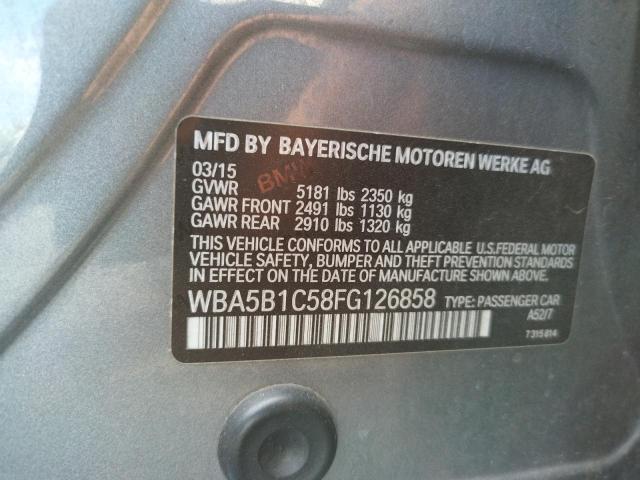 MFD BY BAYERISCHE MOTOREN WERKE AG
03/15
BMW
GVWR 5181 lbs 2350 kg
GAWR FRONT 2491 lbs 1130 kg
GAWR REAR 2910 lbs 1320 kg
THIS VEHICLE CONFORMS TO ALL APPLICABLE U.S.FEDERAL MOTOR
VEHICLE SAFETY, BUMPER AND THEFT PREVENTION STANDARDS
IN EFFECT ON THE DATE OF MANUFACTURE SHOWN ABOVE.
WBA5B1C58FG126858 TYPE: PASSENGER CAR
A52/7
7315814